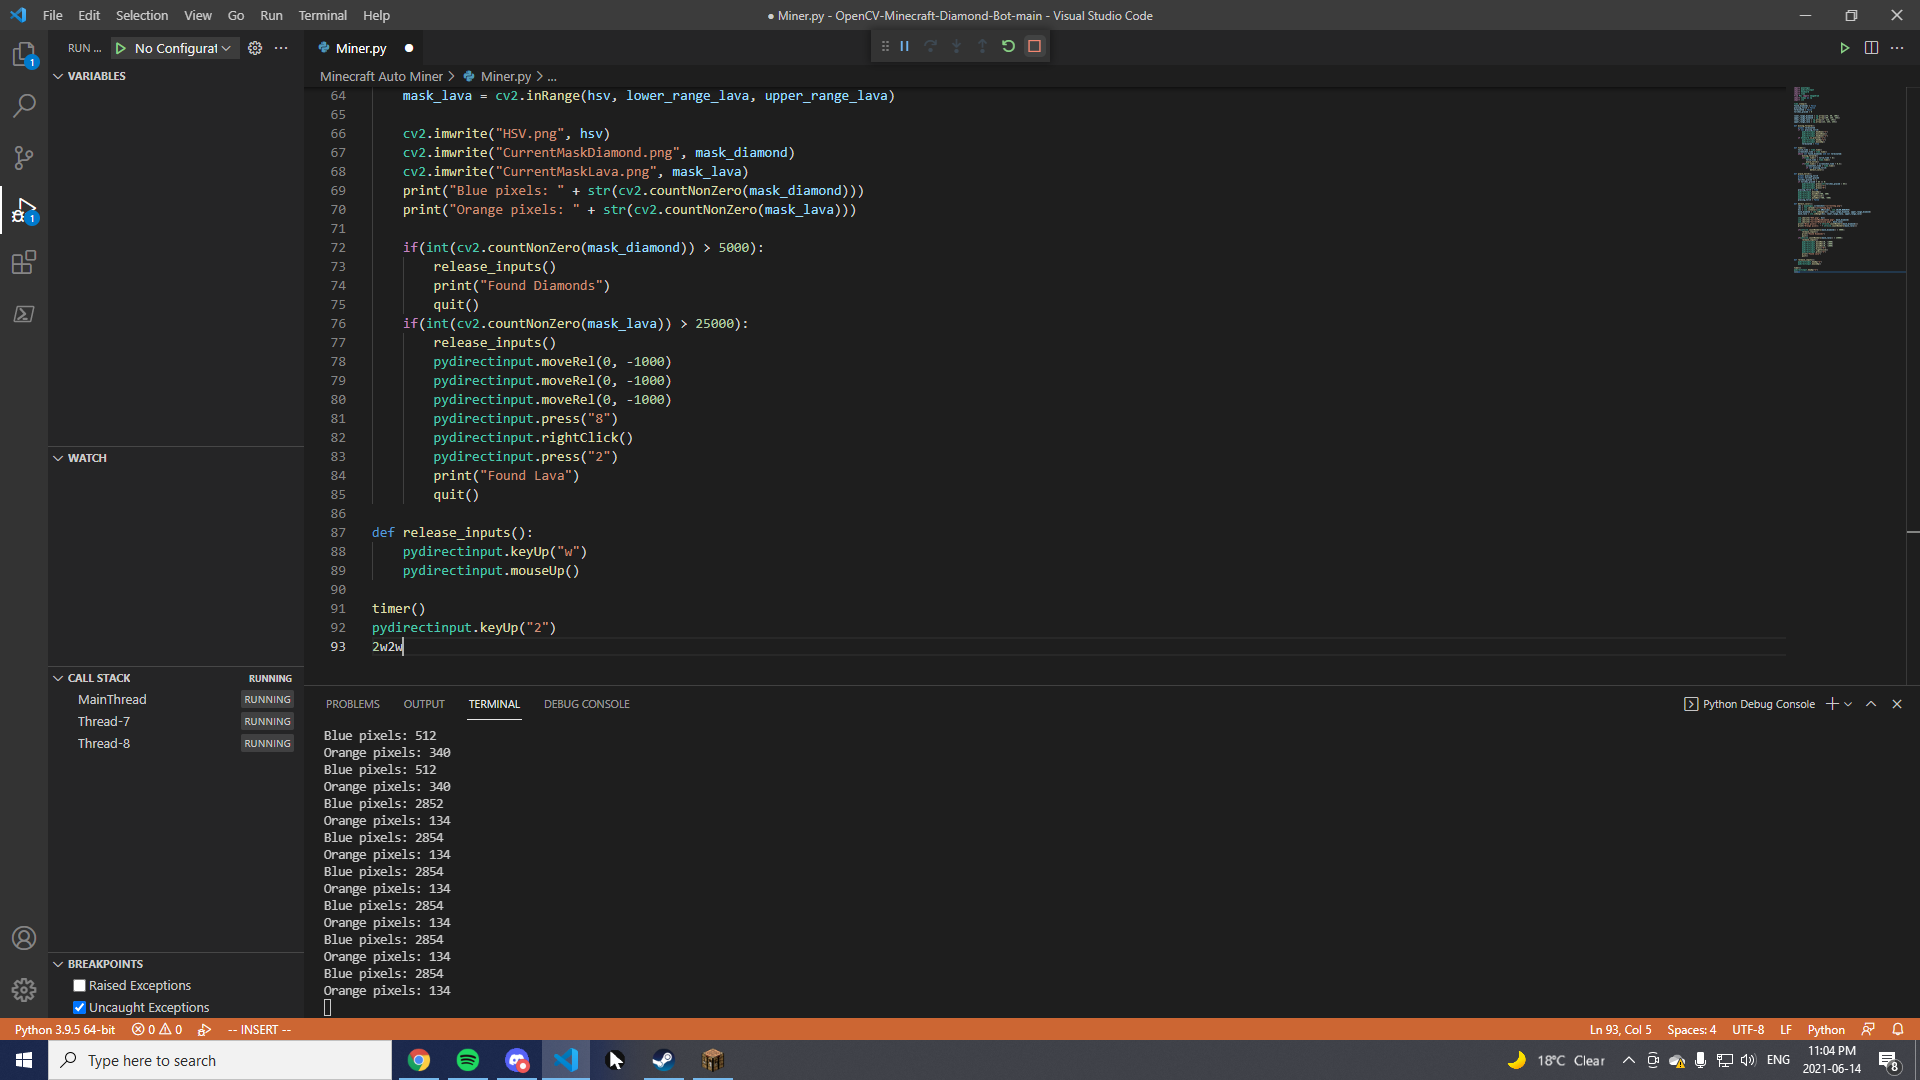 File Edit Selection View Go Run Terminal Help
● Miner.py - OpenCV-Minecraft-Diamond-Bot-main - Visual Studio Code
RUN ... No Configurat
Miner.py
Minecraft Auto Miner > Miner.py > ...
VARIABLES
WATCH
CALL STACK RUNNING
MainThread RUNNING
Thread-7 RUNNING
Thread-8 RUNNING
BREAKPOINTS
Raised Exceptions
Uncaught Exceptions
1
1
64 mask_lava = cv2.inRange(hsv, lower_range_lava, upper_range_lava)
65
66 cv2.imwrite("HSV.png", hsv)
67 cv2.imwrite("CurrentMaskDiamond.png", mask_diamond)
68 cv2.imwrite("CurrentMaskLava.png", mask_lava)
69 print("Blue pixels: " + str(cv2.countNonZero(mask_diamond)))
70 print("Orange pixels: " + str(cv2.countNonZero(mask_lava)))
71
72 if(int(cv2.countNonZero(mask_diamond)) > 5000):
73 release_inputs()
74 print("Found Diamonds")
75 quit()
76 if(int(cv2.countNonZero(mask_lava)) > 25000):
77 release_inputs()
78 pydirectinput.moveRel(0, -1000)
79 pydirectinput.moveRel(0, -1000)
80 pydirectinput.moveRel(0, -1000)
81 pydirectinput.press("8")
82 pydirectinput.rightClick()
83 pydirectinput.press("2")
84 print("Found Lava")
85 quit()
86
87 def release_inputs():
88 pydirectinput.keyUp("w")
89 pydirectinput.mouseUp()
90
91 timer()
92 pydirectinput.keyUp("2")
93 2w2w
PROBLEMS OUTPUT TERMINAL DEBUG CONSOLE
Python Debug Console
Blue pixels: 512
Orange pixels: 340
Blue pixels: 512
Orange pixels: 340
Blue pixels: 2852
Orange pixels: 134
Blue pixels: 2854
Orange pixels: 134
Blue pixels: 2854
Orange pixels: 134
Blue pixels: 2854
Orange pixels: 134
Blue pixels: 2854
Orange pixels: 134
Blue pixels: 2854
Orange pixels: 134
Python 3.9.5 64-bit 0 0 -- INSERT -- Ln 93, Col 5 Spaces: 4 UTF-8 LF Python
Type here to search
18°C Clear ENG
11:04 PM
2021-06-14
8